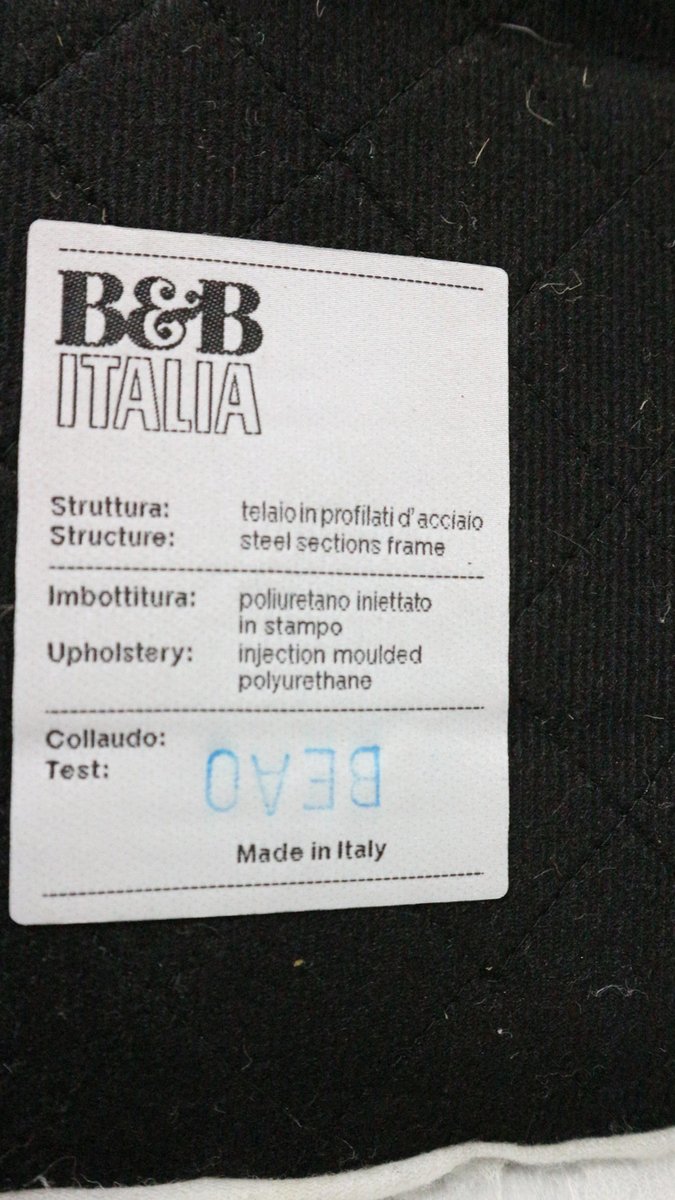 B&B
ITALIA
Struttura: telaio in profilati d'acciaio
Structure: steel sections frame
Imbottitura: poliuretano iniettato
in stampo
Upholstery: injection moulded
polyurethane
Collaudo:
Test: BEAO
Made in Italy